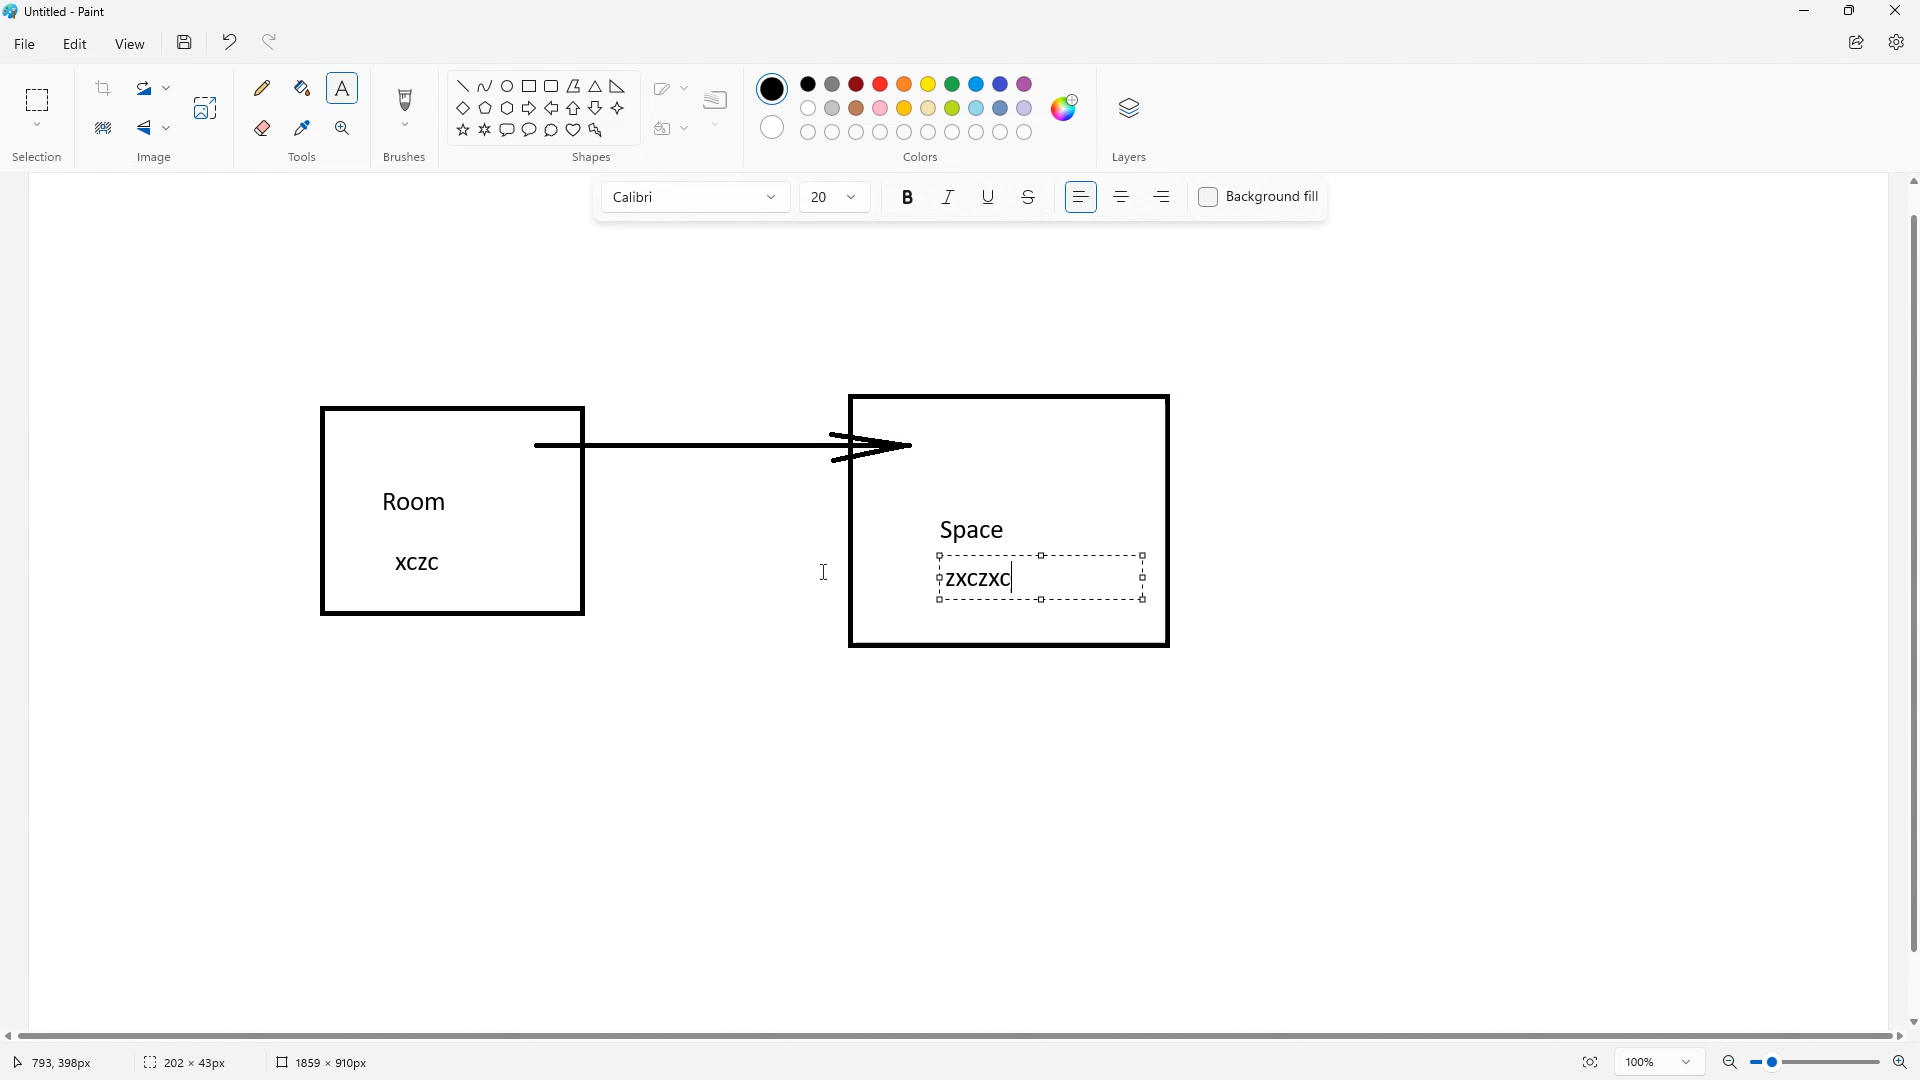 Untitled - Paint
File Edit View
Selection Image Tools Brushes Shapes Colors Layers
Calibri 20 B I U S Background fill
Room
xczc
Space
zxczxc
793, 398px 202 × 43px 1859 × 910px 100%